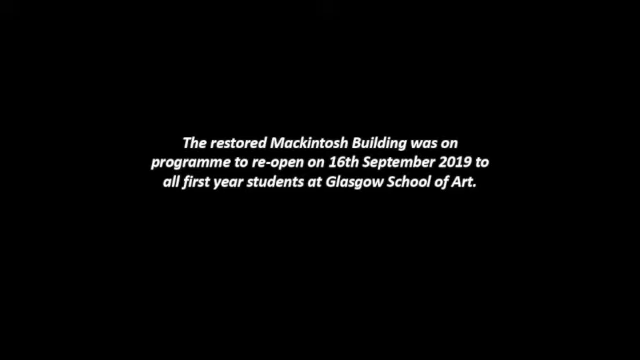 The restored Mackintosh Building was on
programme to re-open on 16th September 2019 to
all first year students at Glasgow School of Art.